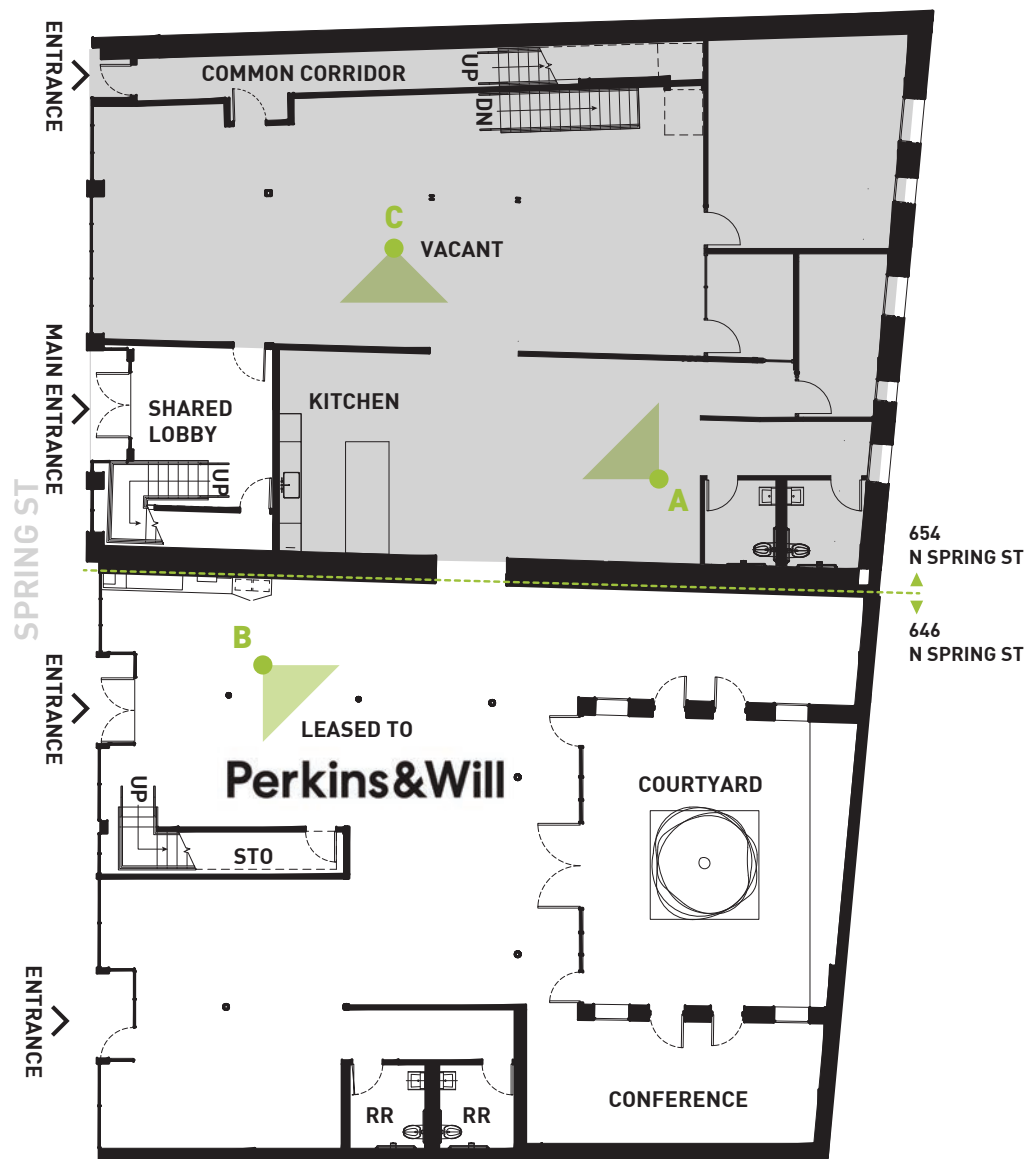 ENTRANCE
COMMON CORRIDOR
UP
DN
C
VACANT
MAIN ENTRANCE
SHARED
LOBBY
KITCHEN
UP
A
SPRING ST
654
N SPRING ST
646
N SPRING ST
B
ENTRANCE
LEASED TO
Perkins&Will
UP
STO
COURTYARD
ENTRANCE
RR
RR
CONFERENCE